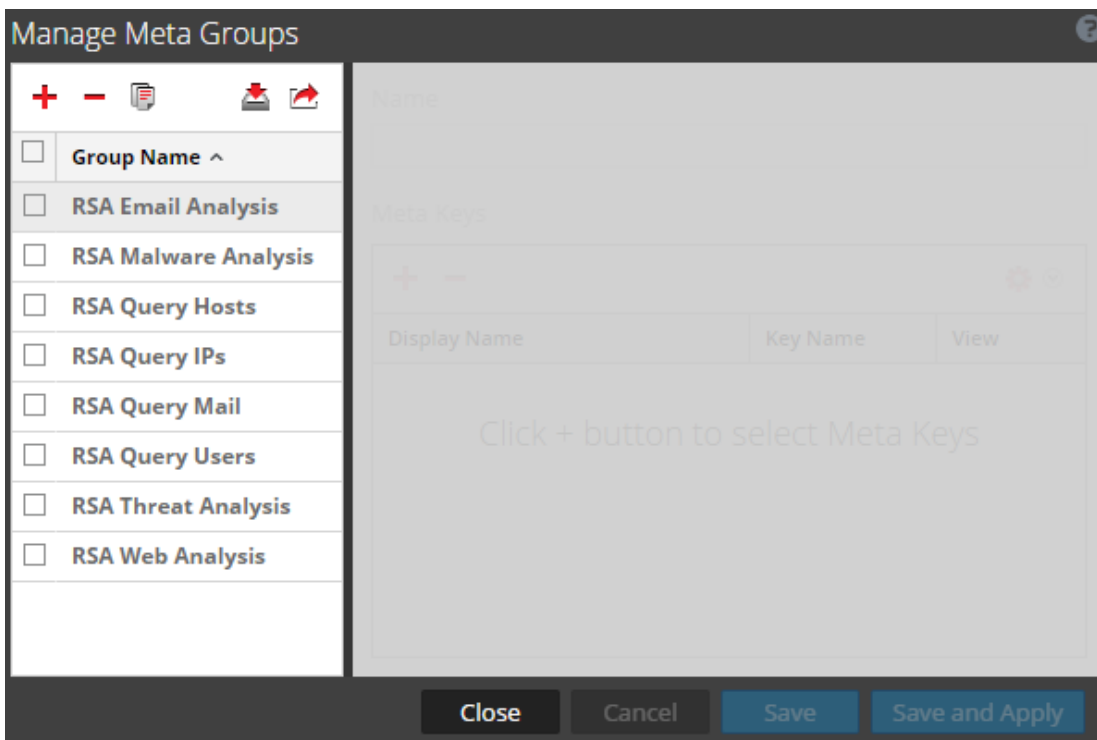 Manage Meta Groups
Name
Group Name
Meta Keys
RSA Email Analysis
RSA Malware Analysis
RSA Query Hosts
RSA Query IPs
RSA Query Mail
RSA Query Users
RSA Threat Analysis
RSA Web Analysis
Display Name Key Name View
Click + button to select Meta Keys
Close Cancel Save Save and Apply